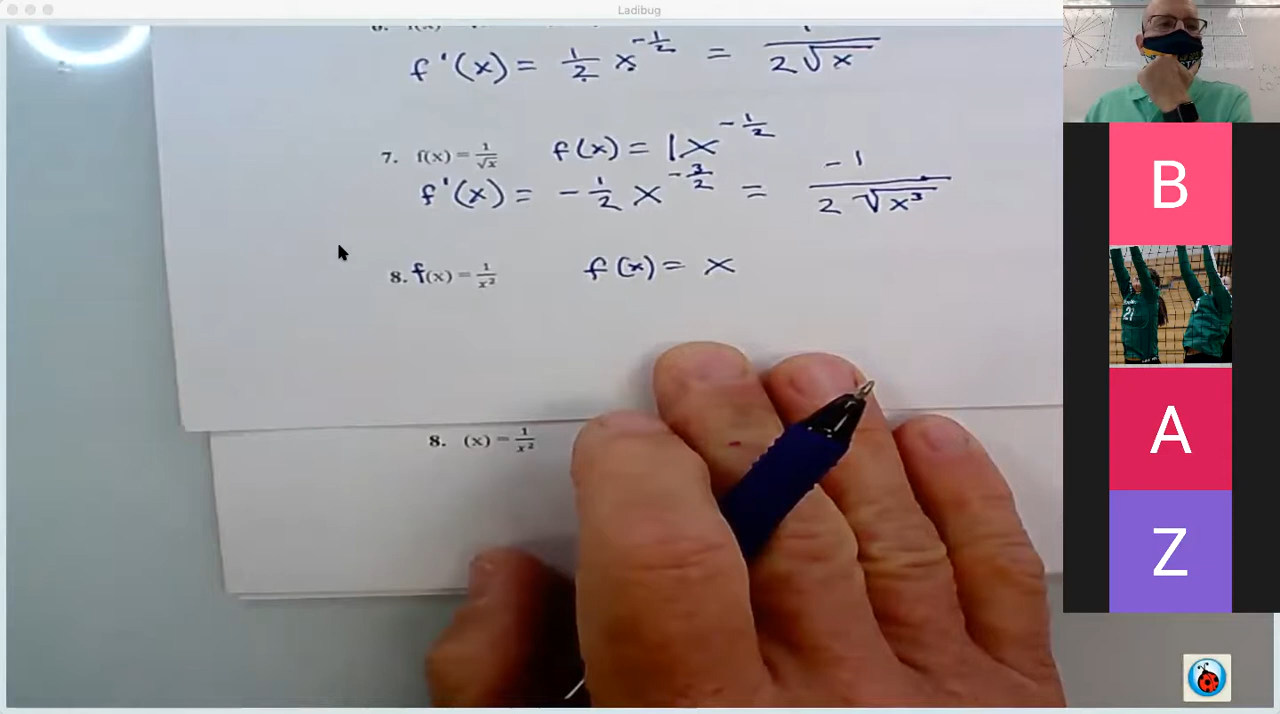 Ladibug
f'(x) = 1/2 x^(-1/2) = 1/(2√x)
7. f(x) = 1/√x f(x) = 1x^(-1/2)
f'(x) = -1/2 x^(-3/2) = -1/(2√x³)
8. f(x) = 1/x² f(x) = x
8. (x) = 1/x²
B
21
A
Z